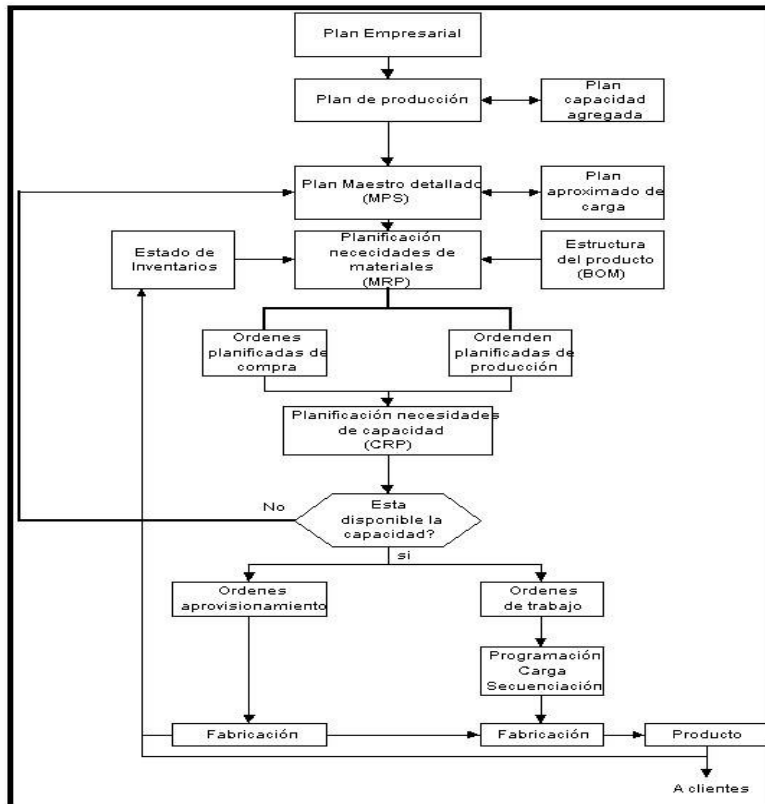 Plan Empresarial
Plan de producción
Plan
capacidad
agregada
Plan Maestro detallado
(MPS)
Plan
aproximado de
carga
Estado de
Inventarios
Planificación
nececidades de
materiales
(MRP)
Estructura
del producto
(BOM)
Ordenes
planificadas de
compra
Ordenden
planificadas de
producción
Planificación necesidades
de capacidad
(CRP)
No
Esta
disponible la
capacidad?
si
Ordenes
aprovisionamiento
Ordenes
de trabajo
Programación
Carga
Secuenciación
Fabricación
Fabricación
Producto
A clientes